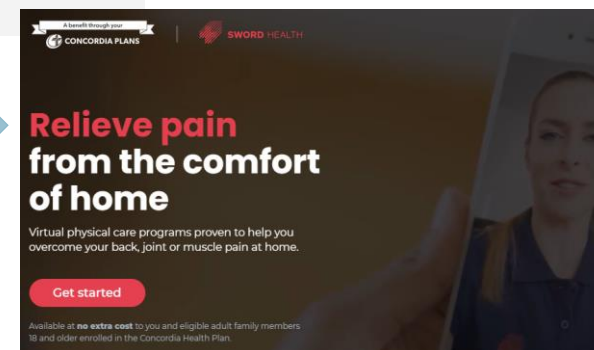 A benefit through your
CONCORDIA PLANS
SWORD HEALTH
Relieve pain
from the comfort
of home
Virtual physical care programs proven to help you
overcome your back, joint or muscle pain at home.
Get started
Available at no extra cost to you and eligible adult family members
18 and older enrolled in the Concordia Health Plan.